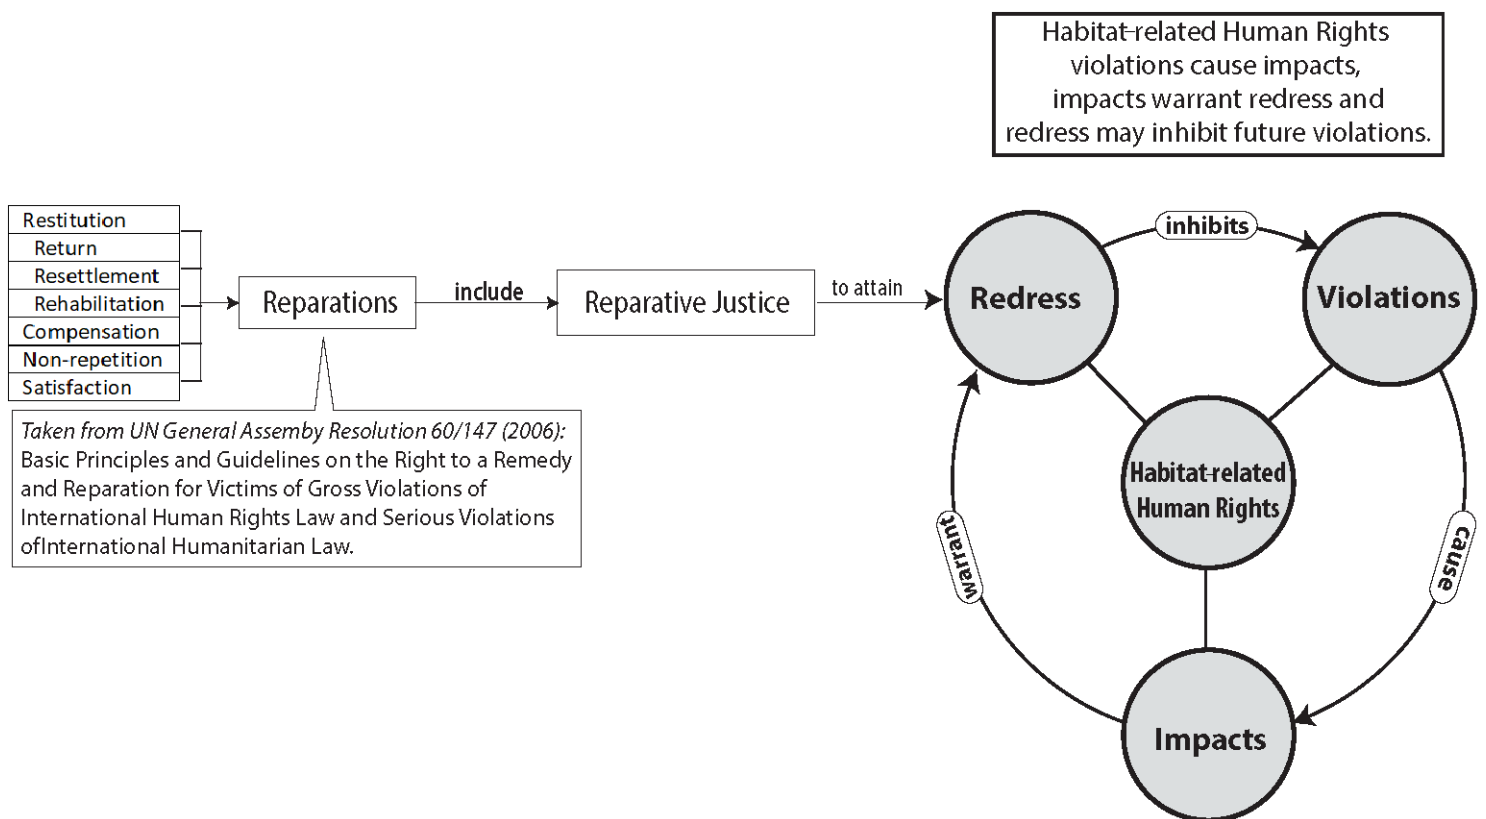 Habitat-related Human Rights
violations cause impacts,
impacts warrant redress and
redress may inhibit future violations.
Restitution
Return
Resettlement
Rehabilitation
Compensation
Non-repetition
Satisfaction
Reparations
include
Reparative Justice
to attain
Redress
inhibits
Violations
Taken from UN General Assemby Resolution 60/147 (2006):
Basic Principles and Guidelines on the Right to a Remedy
and Reparation for Victims of Gross Violations of
International Human Rights Law and Serious Violations
ofInternational Humanitarian Law.
Habitat-related
Human Rights
warrant
cause
Impacts